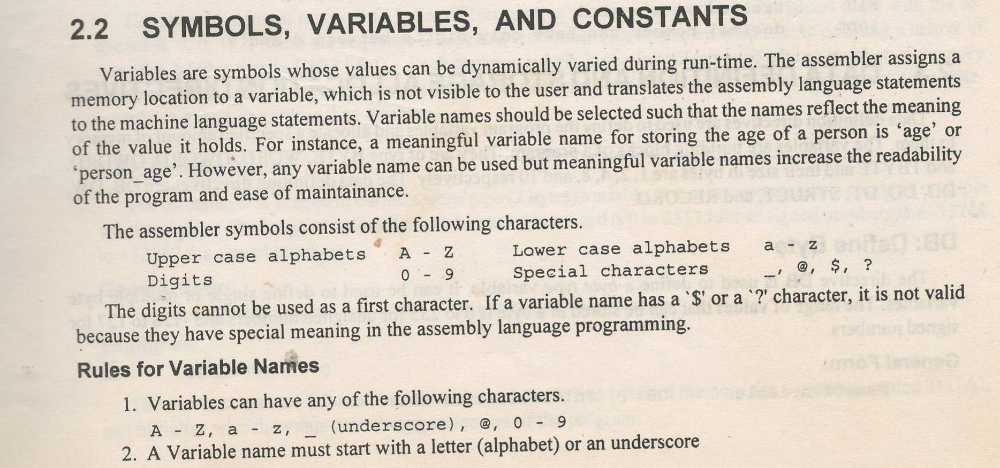 2.2 SYMBOLS, VARIABLES, AND CONSTANTS
Variables are symbols whose values can be dynamically varied during run-time. The assembler assigns a
memory location to a variable, which is not visible to the user and translates the assembly language statements
to the machine language statements. Variable names should be selected such that the names reflect the meaning
of the value it holds. For instance, a meaningful variable name for storing the age of a person is ‘age’ or
‘person_age’. However, any variable name can be used but meaningful variable names increase the readability
of the program and ease of maintainance.
The assembler symbols consist of the following characters.
Upper case alphabets A - Z Lower case alphabets a - z
Digits 0 - 9 Special characters _, @, $, ?
The digits cannot be used as a first character. If a variable name has a `$' or a `?' character, it is not valid
because they have special meaning in the assembly language programming.
Rules for Variable Names
1. Variables can have any of the following characters.
A - Z, a - z, _ (underscore), @, 0 - 9
2. A Variable name must start with a letter (alphabet) or an underscore